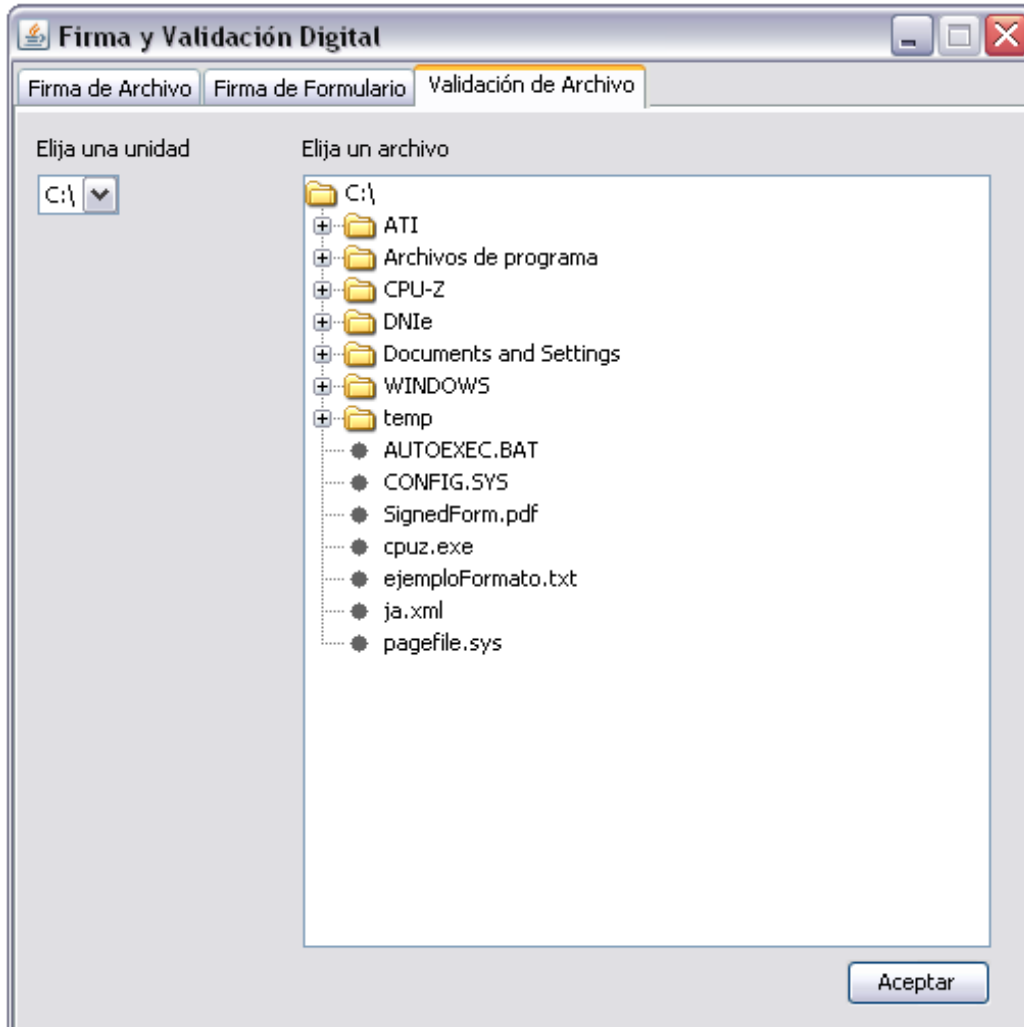 Firma y Validación Digital
Firma de Archivo Firma de Formulario Validación de Archivo
Elija una unidad Elija un archivo
C:\ C:\
ATI
Archivos de programa
CPU-Z
DNIe
Documents and Settings
WINDOWS
temp
AUTOEXEC.BAT
CONFIG.SYS
SignedForm.pdf
cpuz.exe
ejemploFormato.txt
ja.xml
pagefile.sys
Aceptar